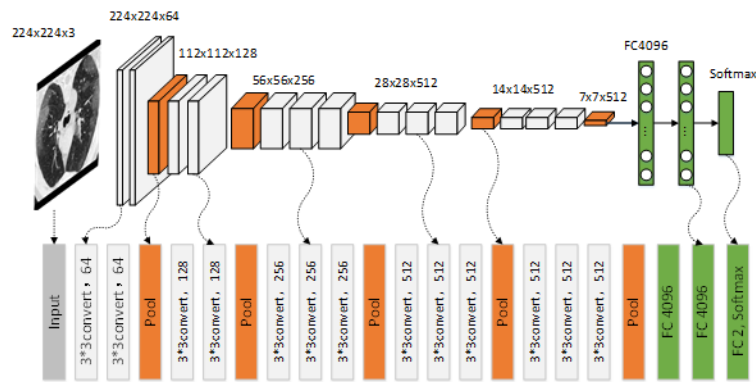 224x224x3
224x224x64
112x112x128
56x56x256
28x28x512
14x14x512
7x7x512
FC4096
Softmax
...
...
Input
3*3convert, 64
3*3convert, 64
Pool
3*3convert, 128
3*3convert, 128
Pool
3*3convert, 256
3*3convert, 256
3*3convert, 256
Pool
3*3convert, 512
3*3convert, 512
3*3convert, 512
Pool
3*3convert, 512
3*3convert, 512
3*3convert, 512
Pool
FC 4096
FC 4096
FC 2, Softmax